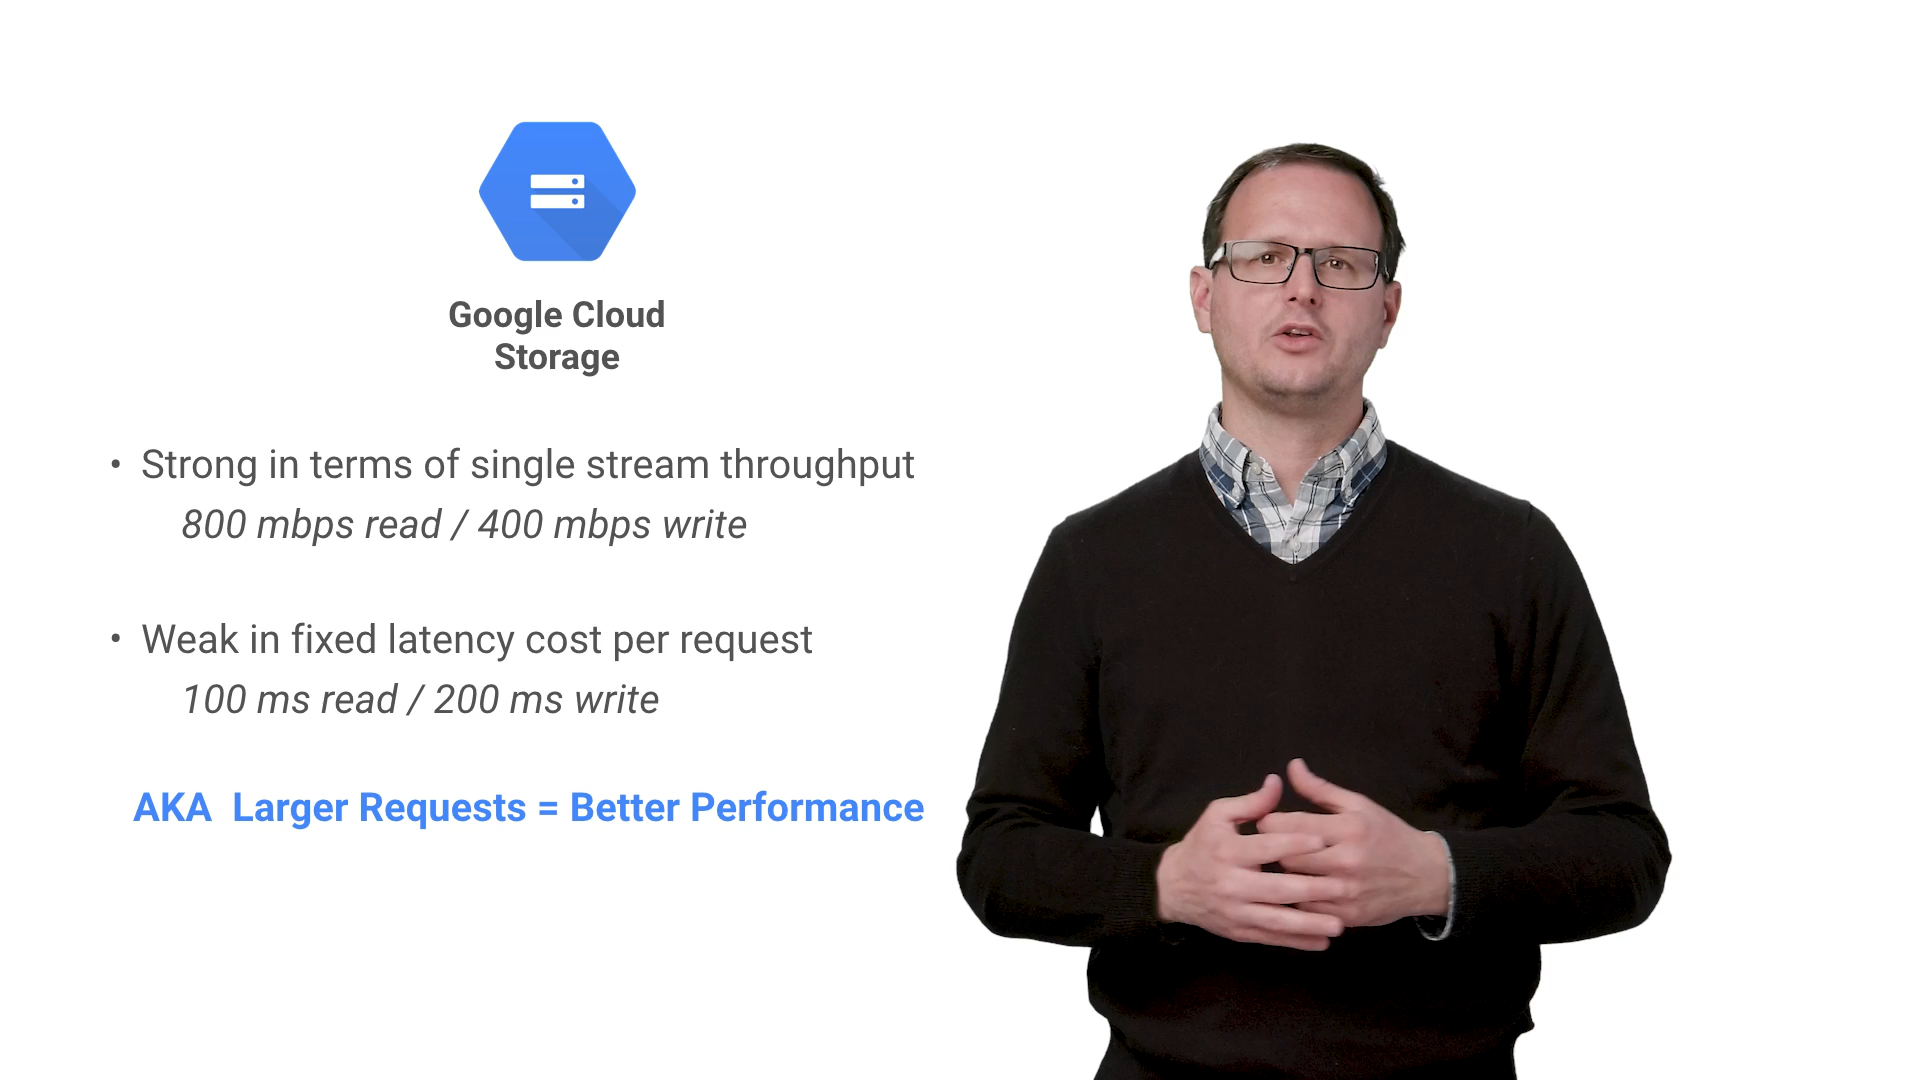 Google Cloud
Storage
• Strong in terms of single stream throughput
800 mbps read / 400 mbps write
• Weak in fixed latency cost per request
100 ms read / 200 ms write
AKA  Larger Requests = Better Performance